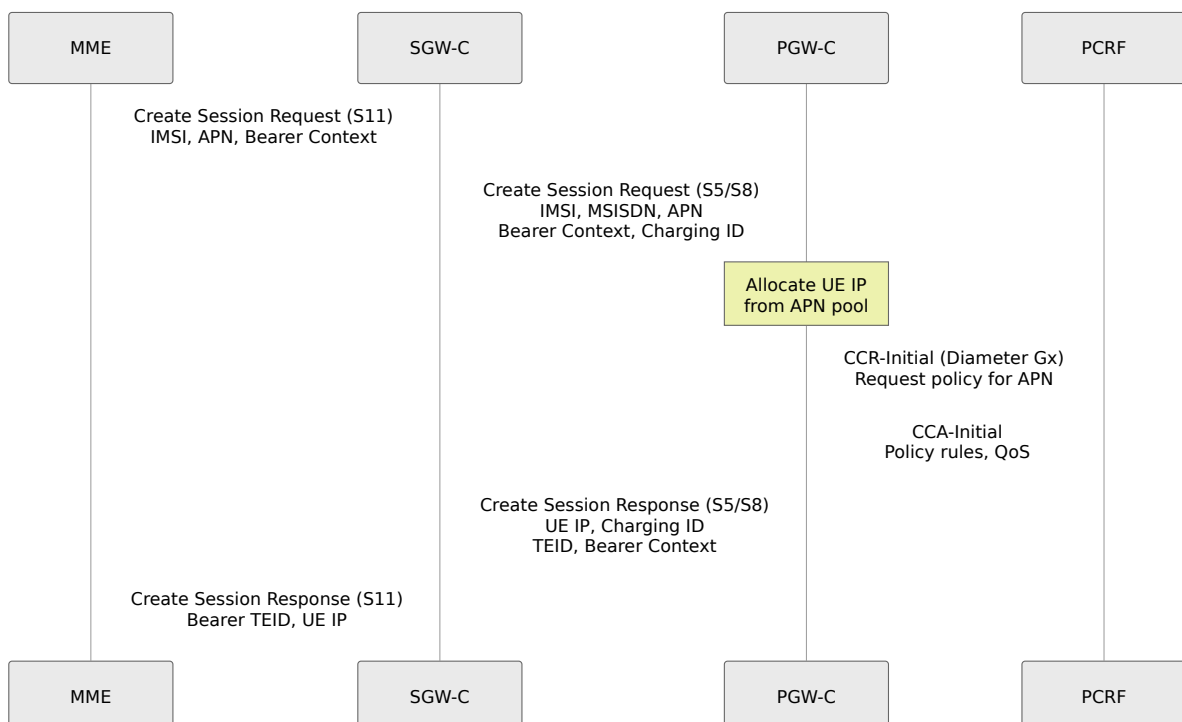 MME
SGW-C
PGW-C
PCRF
Create Session Request (S11)
IMSI, APN, Bearer Context
Create Session Request (S5/S8)
IMSI, MSISDN, APN
Bearer Context, Charging ID
Allocate UE IP
from APN pool
CCR-Initial (Diameter Gx)
Request policy for APN
CCA-Initial
Policy rules, QoS
Create Session Response (S5/S8)
UE IP, Charging ID
TEID, Bearer Context
Create Session Response (S11)
Bearer TEID, UE IP
MME
SGW-C
PGW-C
PCRF